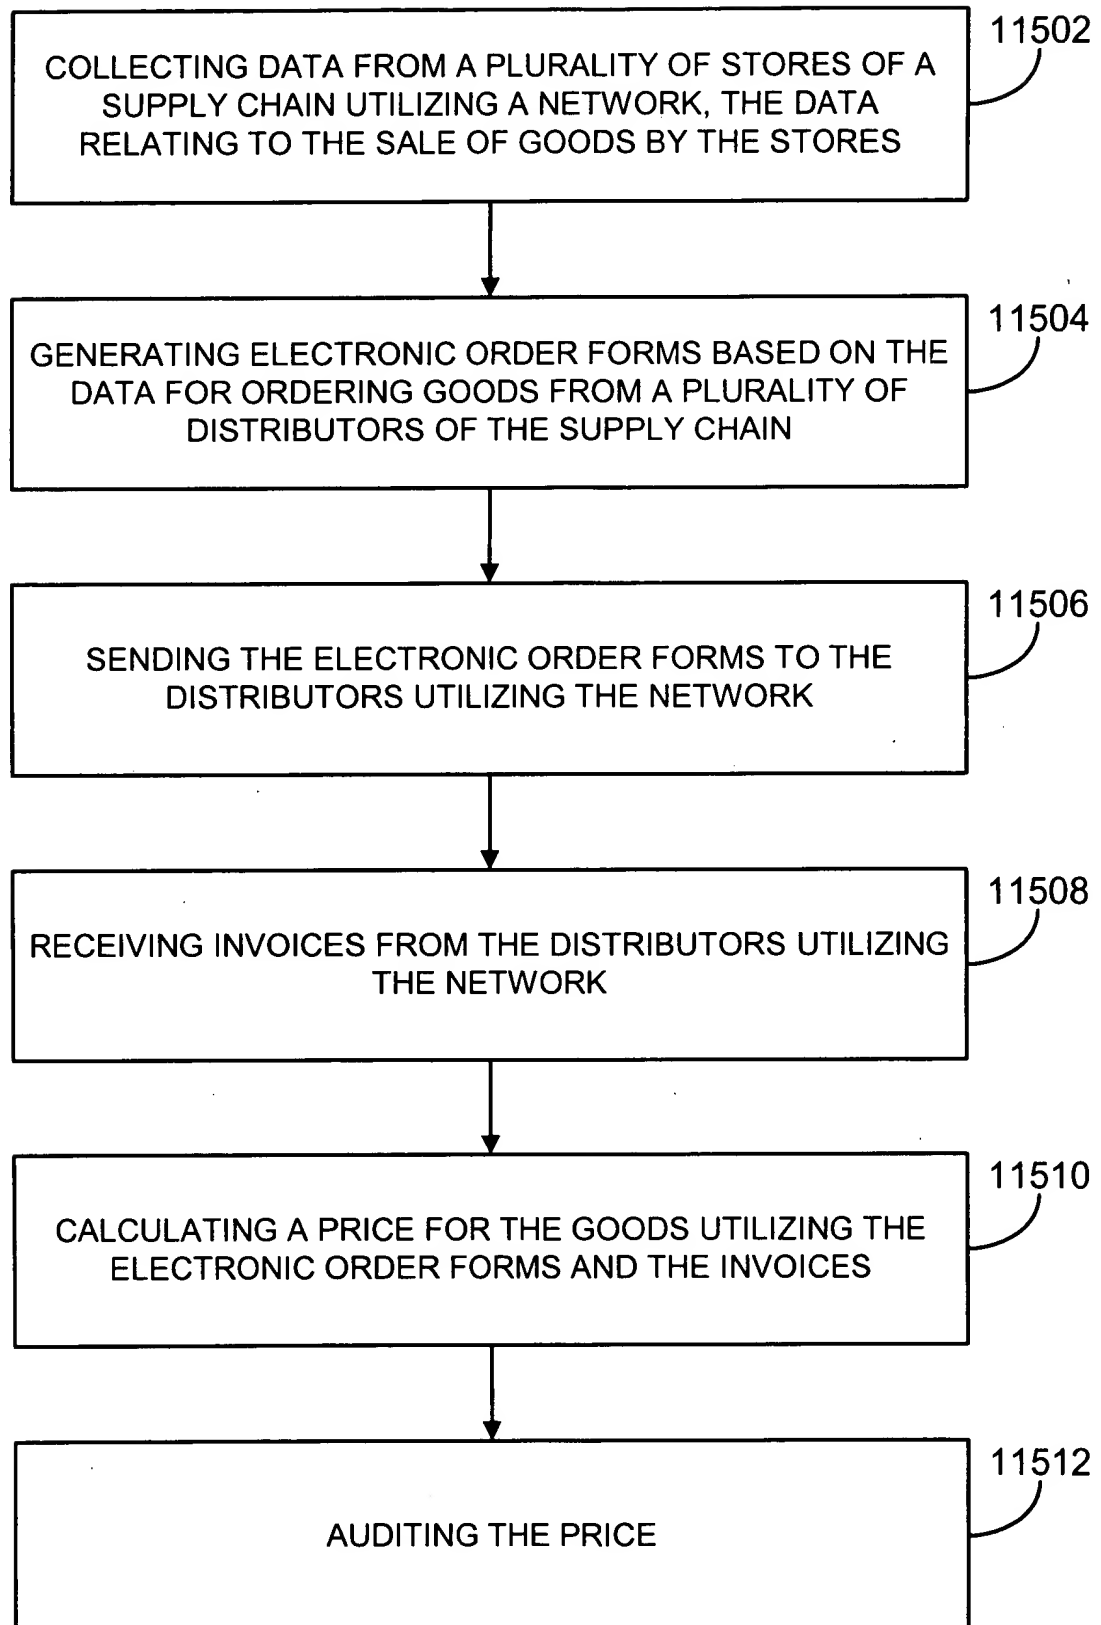 11502
COLLECTING DATA FROM A PLURALITY OF STORES OF A
SUPPLY CHAIN UTILIZING A NETWORK, THE DATA
RELATING TO THE SALE OF GOODS BY THE STORES
11504
GENERATING ELECTRONIC ORDER FORMS BASED ON THE
DATA FOR ORDERING GOODS FROM A PLURALITY OF
DISTRIBUTORS OF THE SUPPLY CHAIN
11506
SENDING THE ELECTRONIC ORDER FORMS TO THE
DISTRIBUTORS UTILIZING THE NETWORK
11508
RECEIVING INVOICES FROM THE DISTRIBUTORS UTILIZING
THE NETWORK
11510
CALCULATING A PRICE FOR THE GOODS UTILIZING THE
ELECTRONIC ORDER FORMS AND THE INVOICES
11512
AUDITING THE PRICE